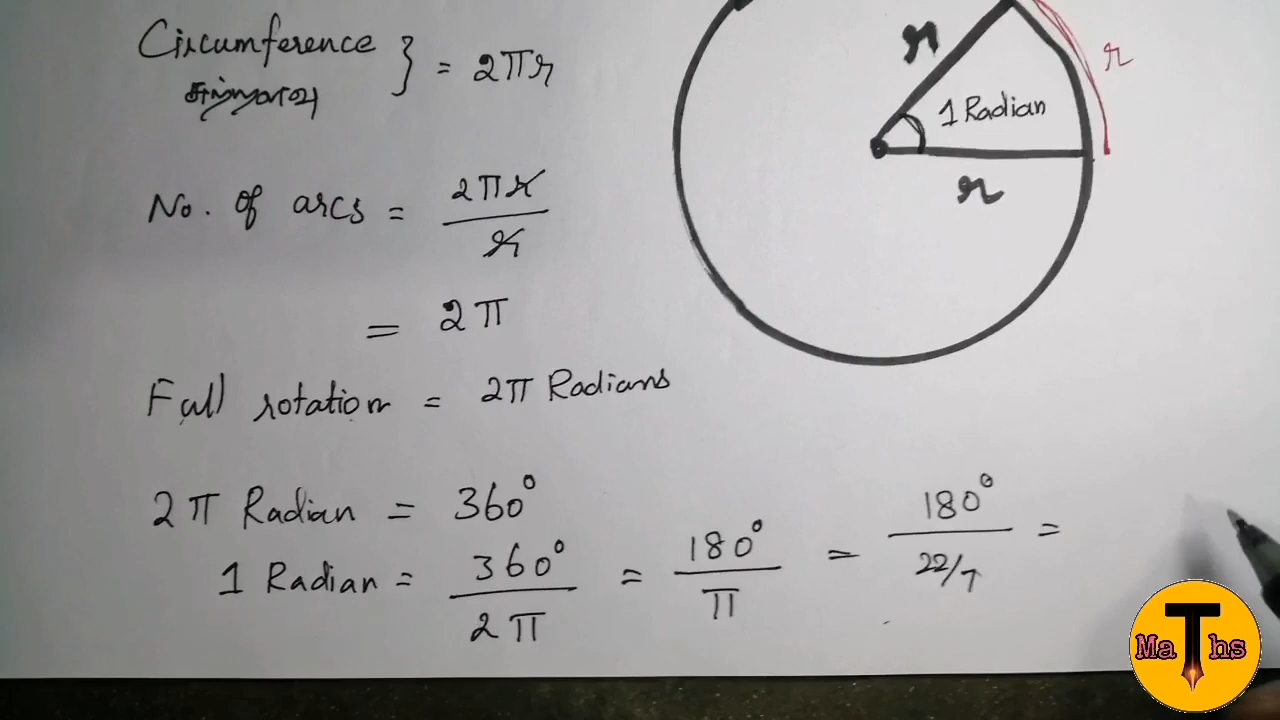 Circumference } = 2πr
சுற்றளவு
No. of arcs = 2πr / r
= 2π
Full rotation = 2π Radians
2π Radian = 360°
1 Radian = 360° / 2π = 180° / π = 180° / 22/7 =
r
r
1 Radian
r
Maths